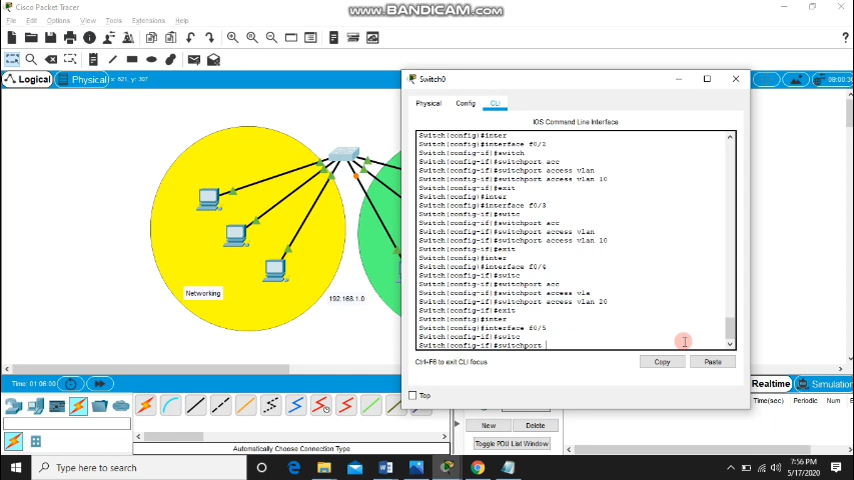 Cisco Packet Tracer
www.BANDICAM.com
File Edit Options View Tools Extensions Help
Logical
Physical
x: 821, y: 307
09:00:30
Switch0
Physical Config CLI
IOS Command Line Interface
Switch(config)#inter
Switch(config)#interface f0/2
Switch(config-if)#switch
Switch(config-if)#switchport acc
Switch(config-if)#switchport access vlan
Switch(config-if)#switchport access vlan 10
Switch(config-if)#exit
Switch(config)#inter
Switch(config)#interface f0/3
Switch(config-if)#switc
Switch(config-if)#switchport acc
Switch(config-if)#switchport access vlan
Switch(config-if)#switchport access vlan 10
Switch(config-if)#exit
Switch(config)#inter
Switch(config)#interface f0/4
Switch(config-if)#switc
Switch(config-if)#switchport acc
Switch(config-if)#switchport access vla
Switch(config-if)#switchport access vlan 20
Switch(config-if)#exit
Switch(config)#inter
Switch(config)#interface f0/5
Switch(config-if)#switc
Switch(config-if)#switchport
Ctrl+F6 to exit CLI focus
Copy
Paste
Top
Networking
192.168.1.0
Time: 01:06:00
Realtime
Simulation
Time(sec) Periodic Num
New
Delete
Toggle PDU List Window
Automatically Choose Connection Type
Type here to search
7:56 PM
5/17/2020